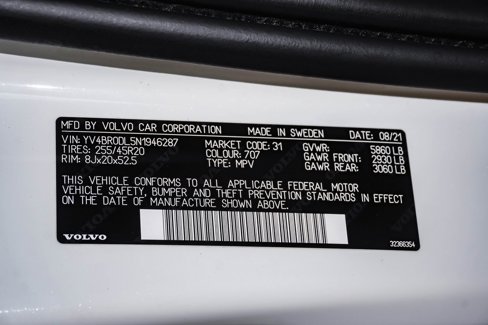 MFD BY VOLVO CAR CORPORATION MADE IN SWEDEN DATE: 08/21
VIN: YV4BR0DL5N1946287 MARKET CODE: 31 GVWR: 5860 LB
TIRES: 255/45R20 COLOUR: 707 GAWR FRONT: 2930 LB
RIM: 8Jx20x52.5 TYPE: MPV GAWR REAR: 3060 LB
THIS VEHICLE CONFORMS TO ALL APPLICABLE FEDERAL MOTOR
VEHICLE SAFETY, BUMPER AND THEFT PREVENTION STANDARDS IN EFFECT
ON THE DATE OF MANUFACTURE SHOWN ABOVE.
VOLVO 32366354